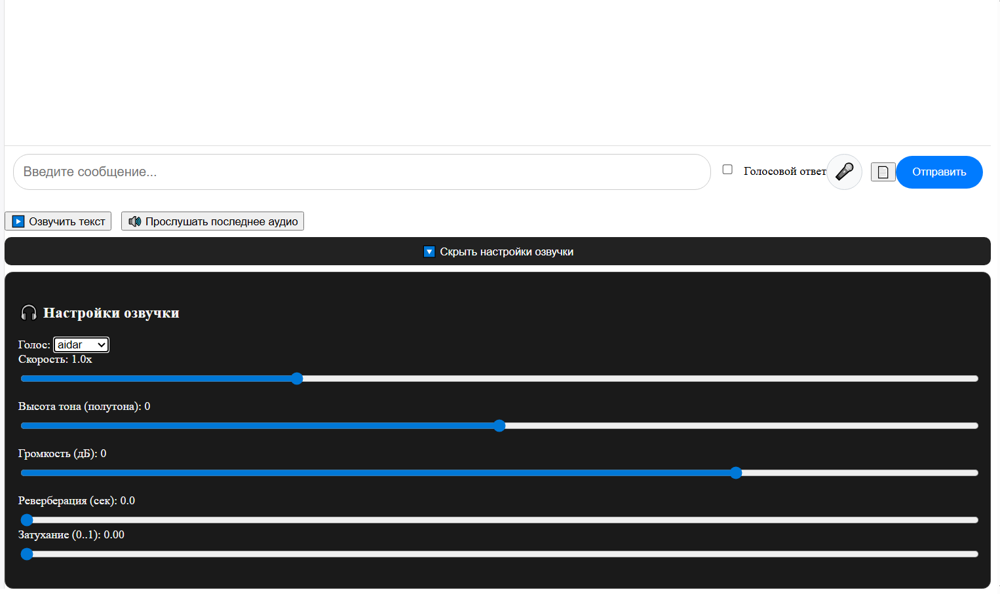 Введите сообщение...
Голосовой ответ
Отправить
Озвучить текст
Прослушать последнее аудио
Скрыть настройки озвучки
Настройки озвучки
Голос: aidar
Скорость: 1.0x
Высота тона (полутона): 0
Громкость (дБ): 0
Реверберация (сек): 0.0
Затухание (0..1): 0.00